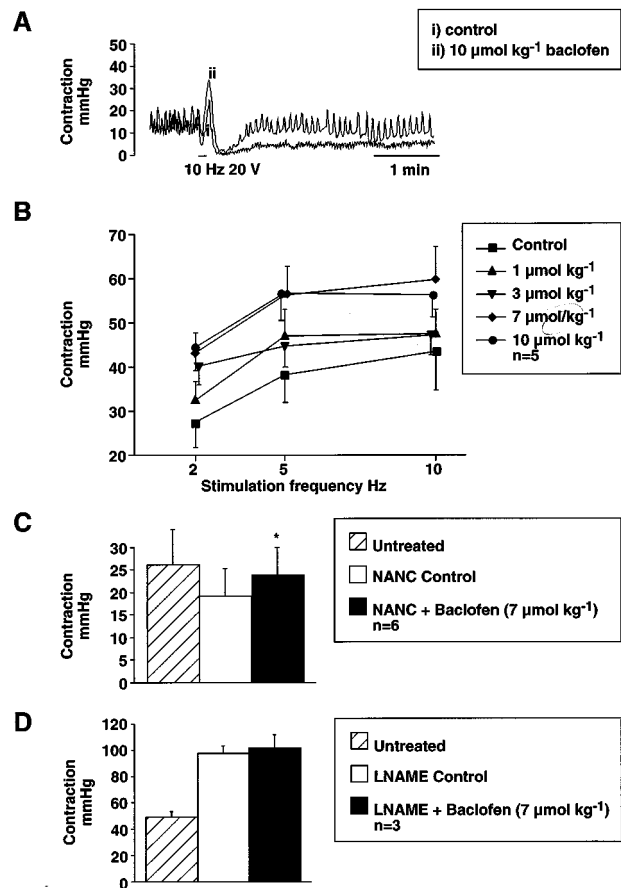 A
i) control
ii) 10 µmol kg-1 baclofen
Contraction
mmHg
50
40
30
20
10
0
ii
i
10 Hz 20 V
1 min
B
Contraction
mmHg
70
60
50
40
30
20
2
5
10
Stimulation frequency Hz
Control
1 µmol kg-1
3 µmol kg-1
7 µmol/kg-1
10 µmol kg-1
n=5
C
Contraction
mmHg
30
25
20
15
10
5
0
*
Untreated
NANC Control
NANC + Baclofen (7 µmol kg-1)
n=6
D
Contraction
mmHg
120
100
80
60
40
20
0
Untreated
LNAME Control
LNAME + Baclofen (7 µmol kg-1)
n=3